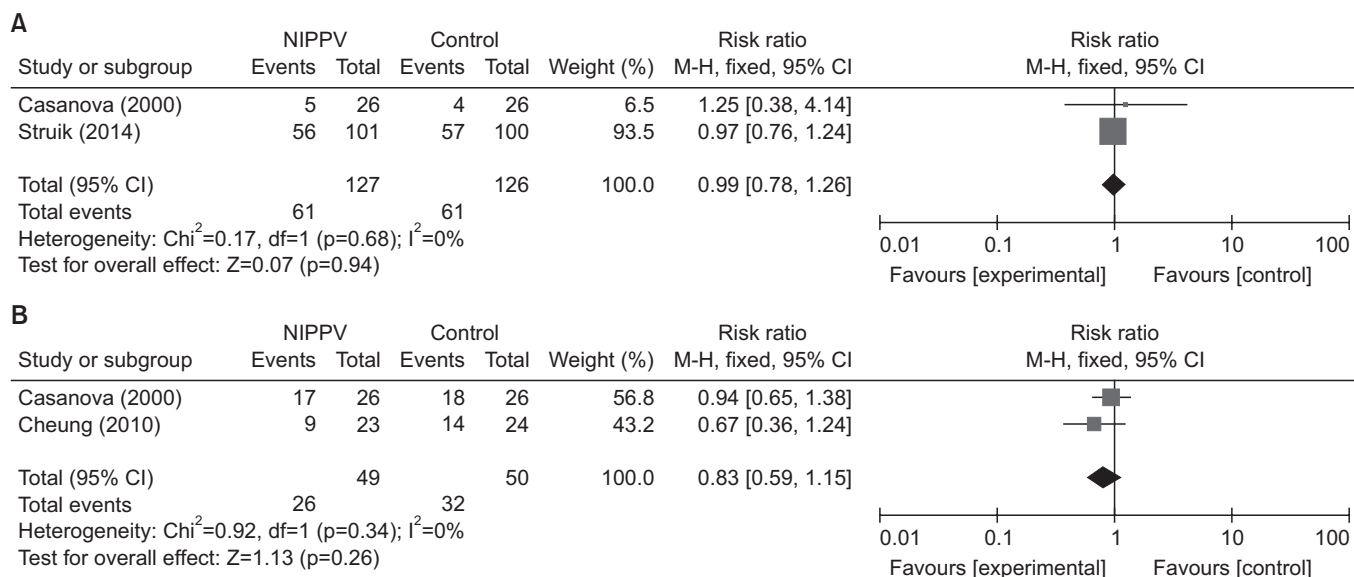 A
NIPPV Control Risk ratio Risk ratio
Study or subgroup Events Total Events Total Weight (%) M-H, fixed, 95% CI M-H, fixed, 95% CI
Casanova (2000) 5 26 4 26 6.5 1.25 [0.38, 4.14]
Struik (2014) 56 101 57 100 93.5 0.97 [0.76, 1.24]
Total (95% CI) 127 126 100.0 0.99 [0.78, 1.26]
Total events 61 61
Heterogeneity: Chi²=0.17, df=1 (p=0.68); I²=0%
Test for overall effect: Z=0.07 (p=0.94)
0.01 0.1 1 10 100
Favours [experimental] Favours [control]
B
NIPPV Control Risk ratio Risk ratio
Study or subgroup Events Total Events Total Weight (%) M-H, fixed, 95% CI M-H, fixed, 95% CI
Casanova (2000) 17 26 18 26 56.8 0.94 [0.65, 1.38]
Cheung (2010) 9 23 14 24 43.2 0.67 [0.36, 1.24]
Total (95% CI) 49 50 100.0 0.83 [0.59, 1.15]
Total events 26 32
Heterogeneity: Chi²=0.92, df=1 (p=0.34); I²=0%
Test for overall effect: Z=1.13 (p=0.26)
0.01 0.1 1 10 100
Favours [experimental] Favours [control]